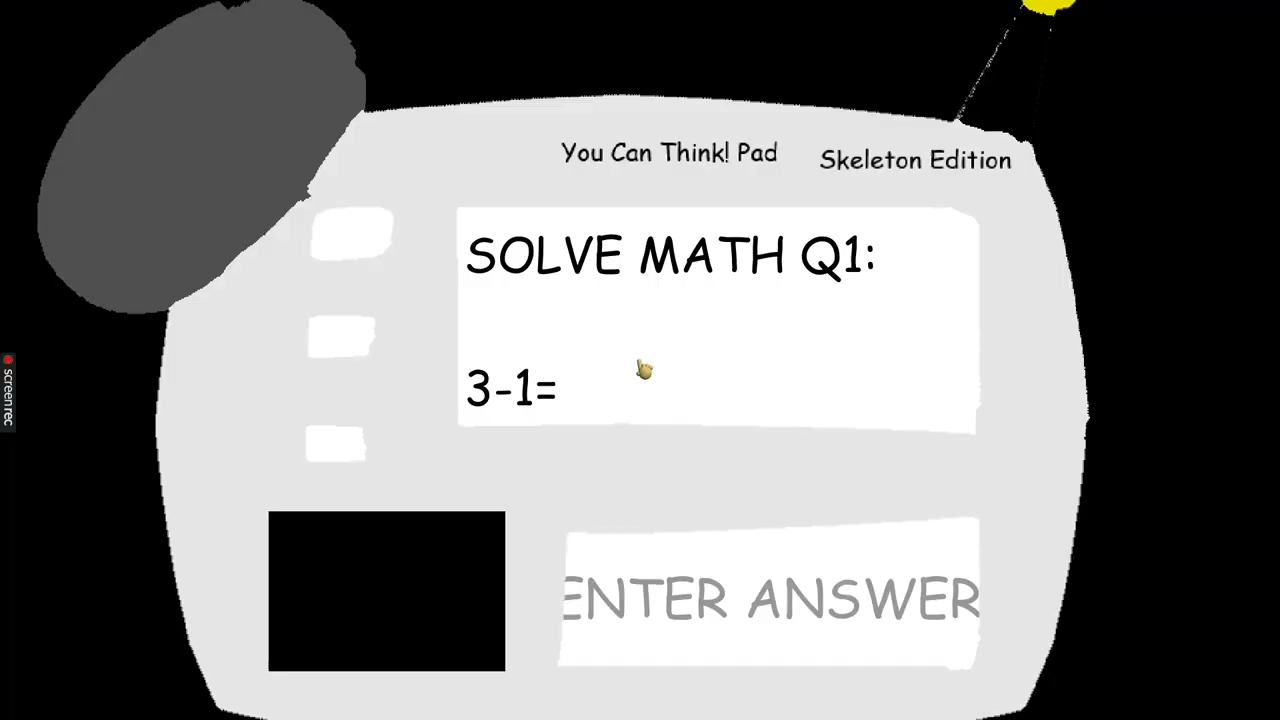 You Can Think! Pad
Skeleton Edition
SOLVE MATH Q1:
3-1=
ENTER ANSWER
screenrec